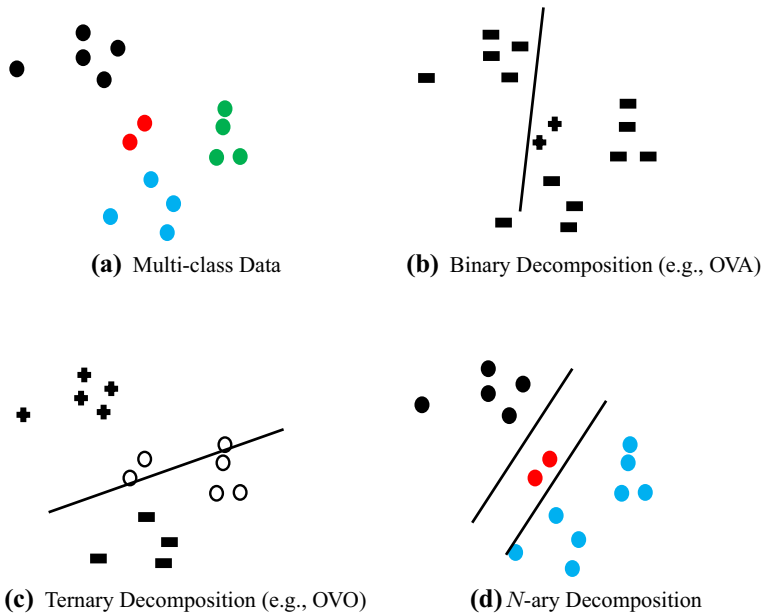 (a) Multi-class Data
(b) Binary Decomposition (e.g., OVA)
(c) Ternary Decomposition (e.g., OVO)
(d) N-ary Decomposition